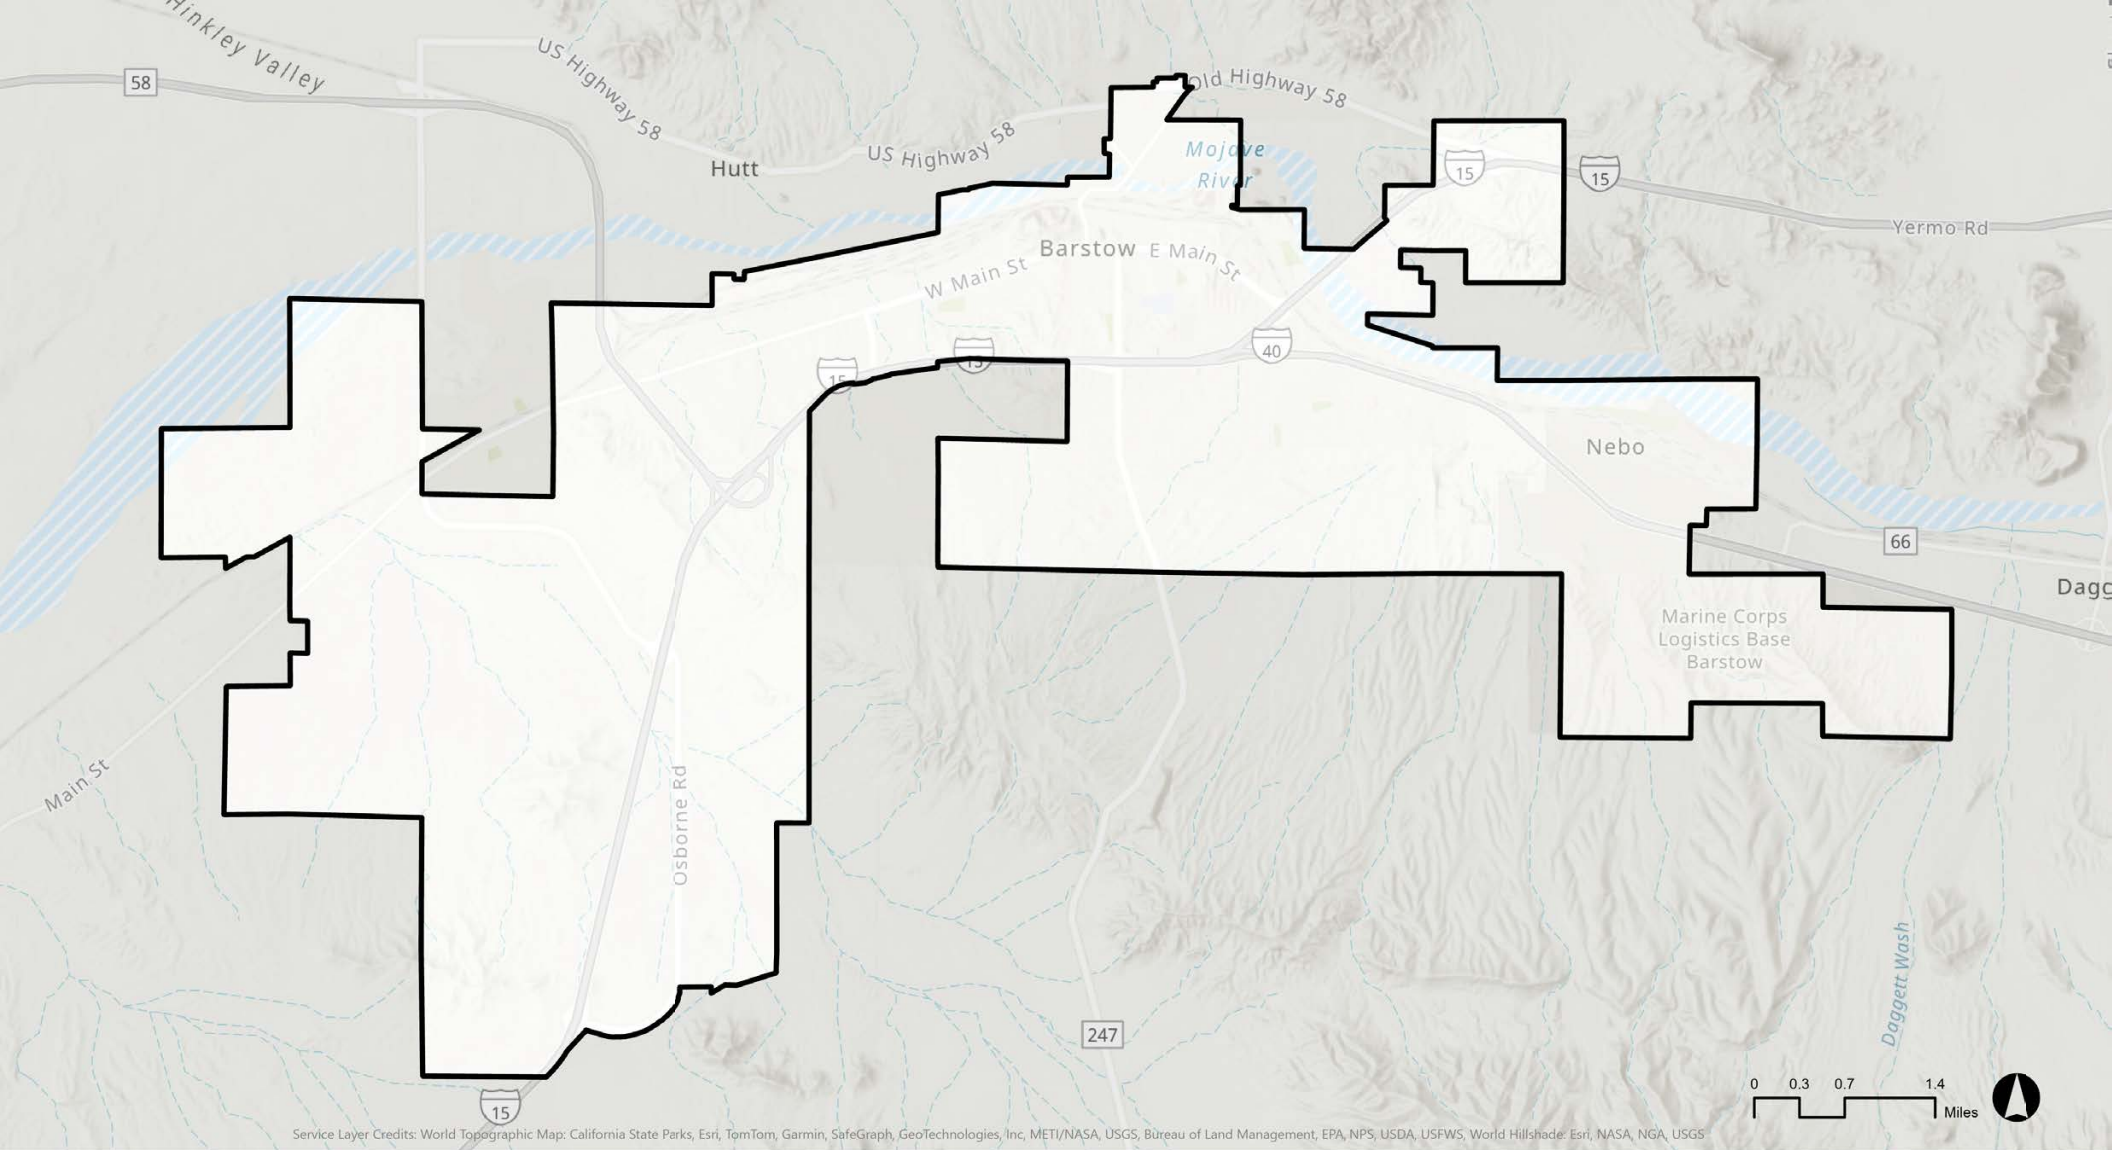 Hinkley Valley
58
US Highway 58
Old Highway 58
US Highway 58
Hutt
Mojave
River
15
15
Yermo Rd
Barstow
E Main St
W Main St
15
15
40
Nebo
66
Dagg
Marine Corps
Logistics Base
Barstow
Main St
Osborne Rd
Daggett Wash
247
15
0 0.3 0.7 1.4
Miles
Service Layer Credits: World Topographic Map: California State Parks, Esri, TomTom, Garmin, SafeGraph, GeoTechnologies, Inc, METI/NASA, USGS, Bureau of Land Management, EPA, NPS, USDA, USFWS, World Hillshade: Esri, NASA, NGA, USGS